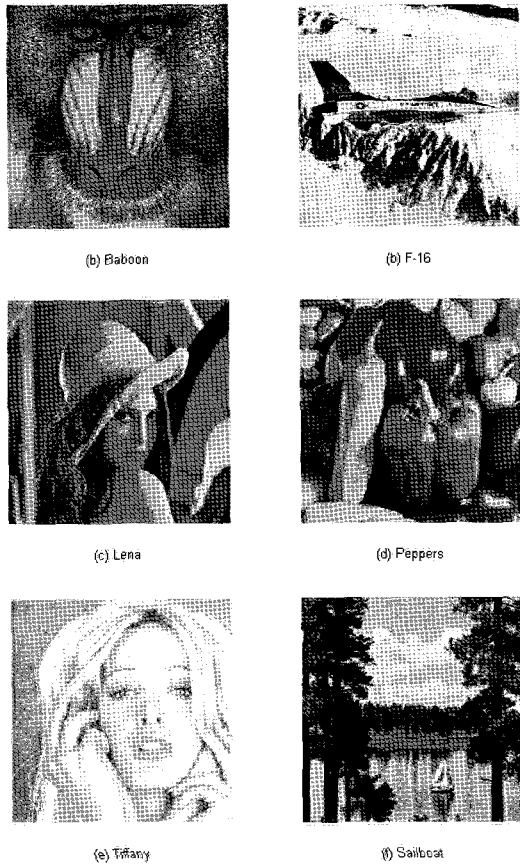 (b) Baboon
(b) F-16
(c) Lena
(d) Peppers
(e) Tiffany
(f) Sailboat